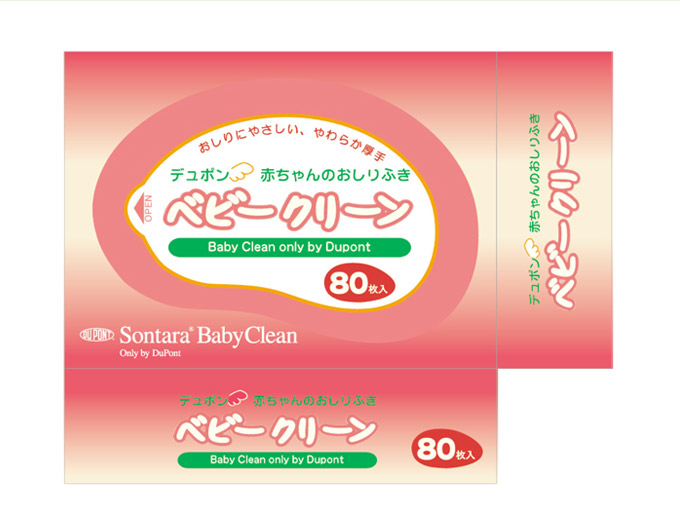 おしりにやさしい、やわらか厚手
デュポン 赤ちゃんのおしりふき
OPEN
ベビークリーン
Baby Clean only by Dupont
80枚入
DU PONT Sontara® BabyClean
Only by DuPont
デュポン 赤ちゃんのおしりふき
ベビークリーン
デュポン 赤ちゃんのおしりふき
ベビークリーン
Baby Clean only by Dupont
80枚入